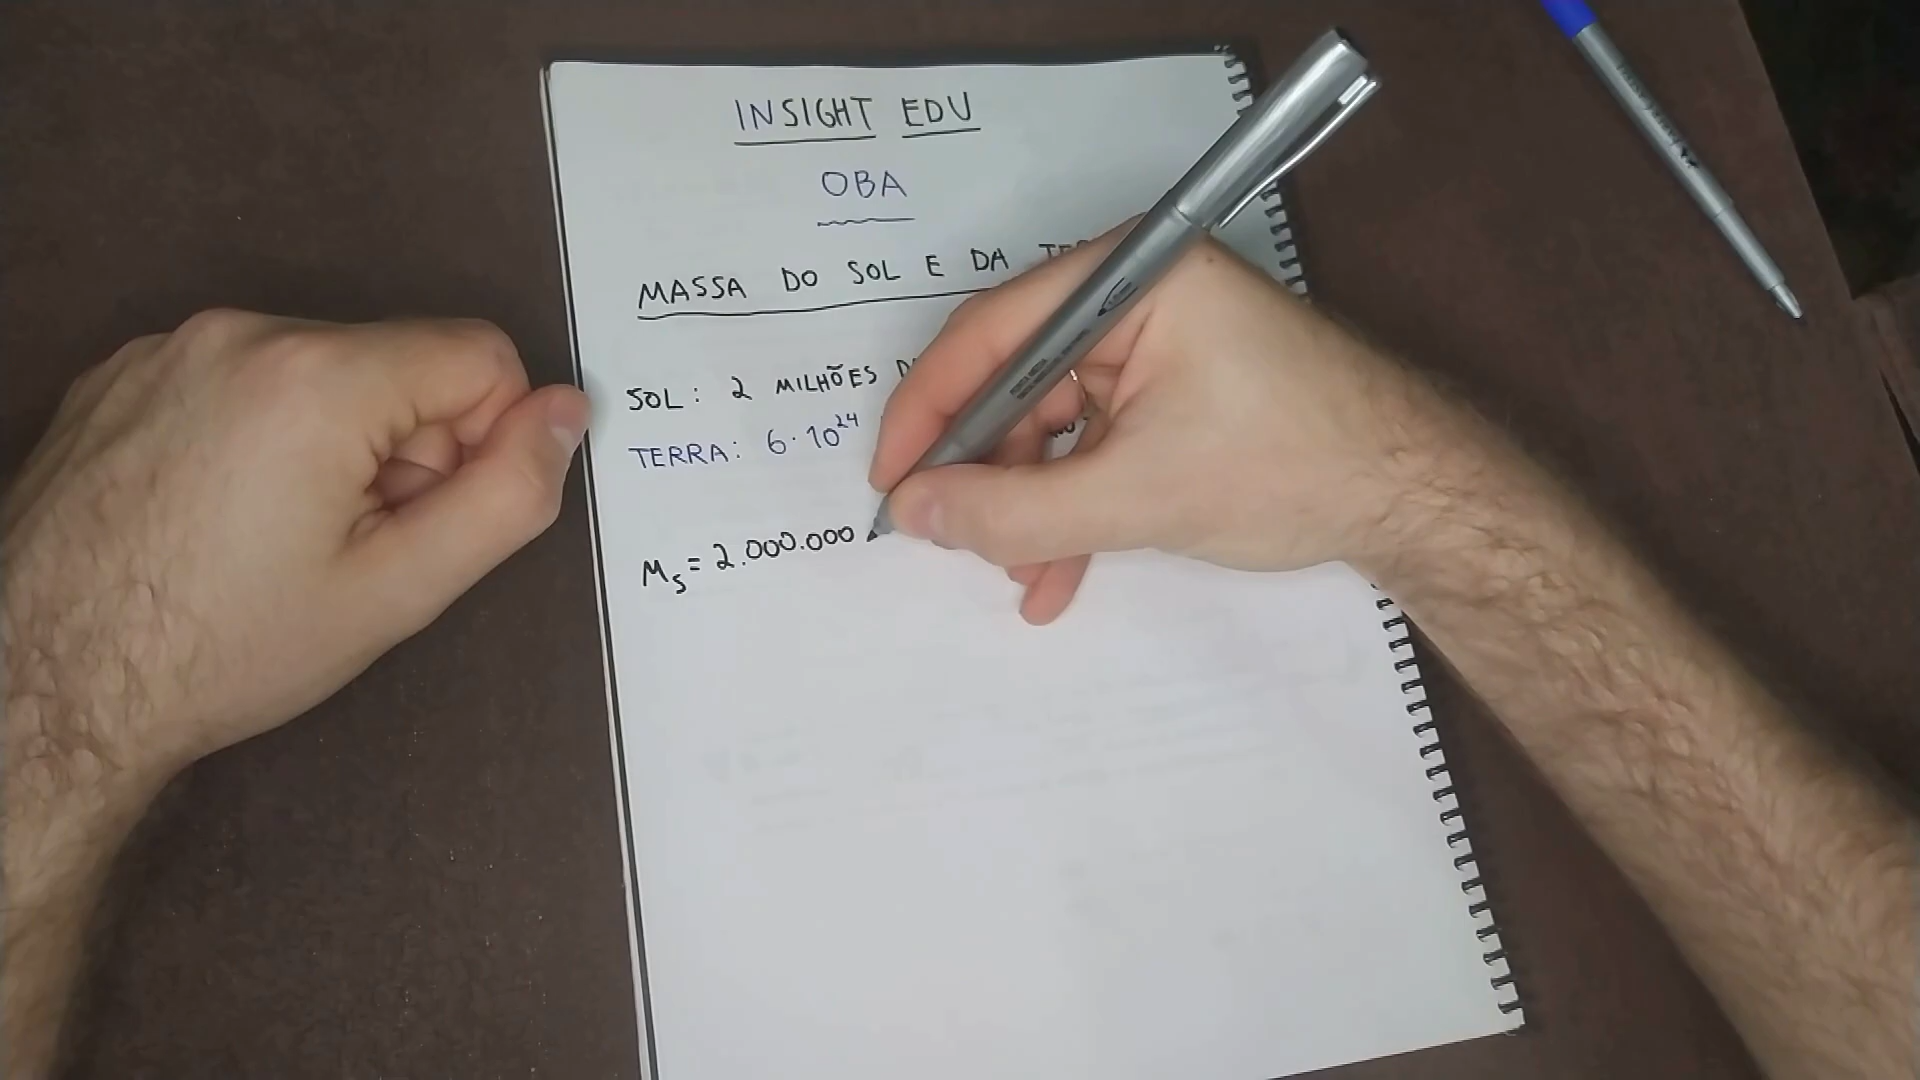 INSIGHT EDU
OBA
MASSA DO SOL E DA
SOL: 2 MILHÕES
TERRA: 6·10²⁴
Ms = 2.000.000